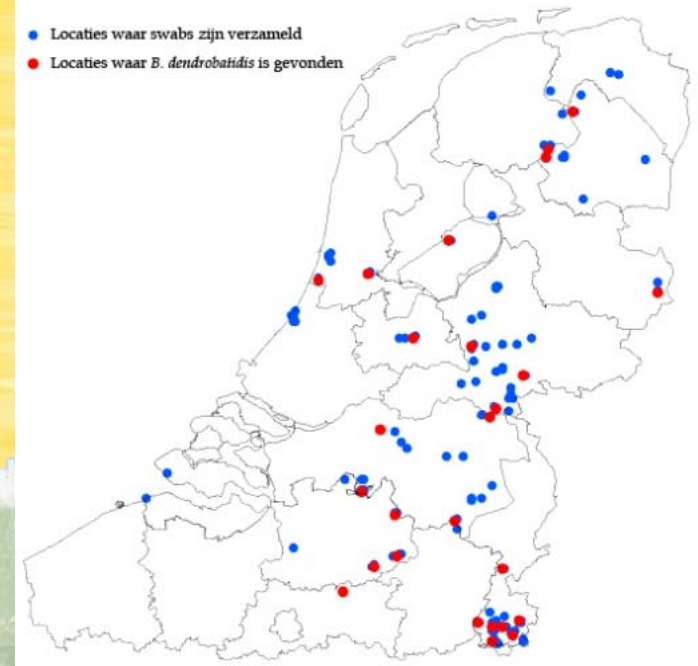 Locaties waar swabs zijn verzameld
Locaties waar B. dendrobatidis is gevonden